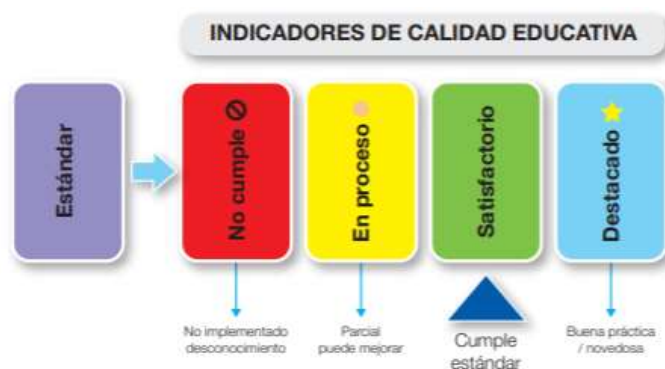 INDICADORES DE CALIDAD EDUCATIVA
Estándar
No cumple
En proceso
Satisfactorio
Destacado
No implementado
desconocimiento
Parcial
puede mejorar
Cumple
estándar
Buena práctica
/ novedosa